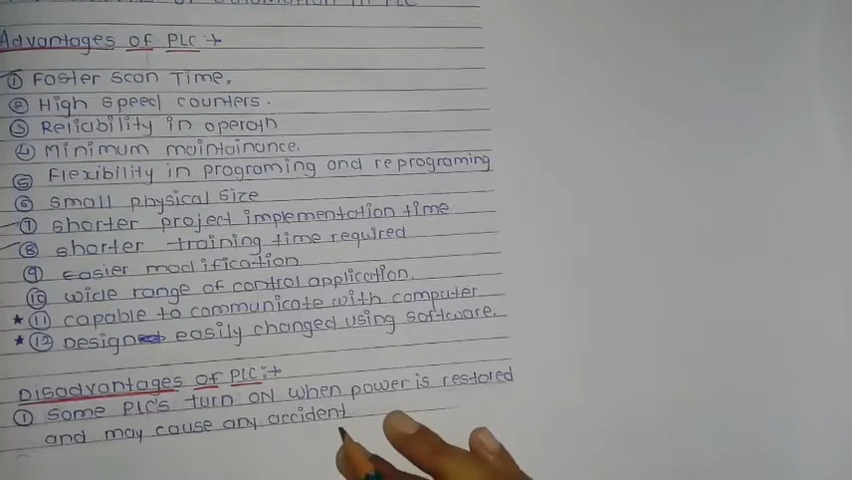 Advantages of PLC :→
① Faster scan Time.
② High speed counters.
③ Reliability in operatn
④ Minimum maintainance.
⑤ Flexibility in programing and reprograming
⑥ small physical size
⑦ shorter project implementation time
⑧ shorter training time required
⑨ easier modification
⑩ wide range of control application.
* ⑪ capable to communicate with computer
* ⑫ Design easily changed using software.
Disadvantages of PLC :→
① Some PLC's turn ON when power is restored
and may cause any accident